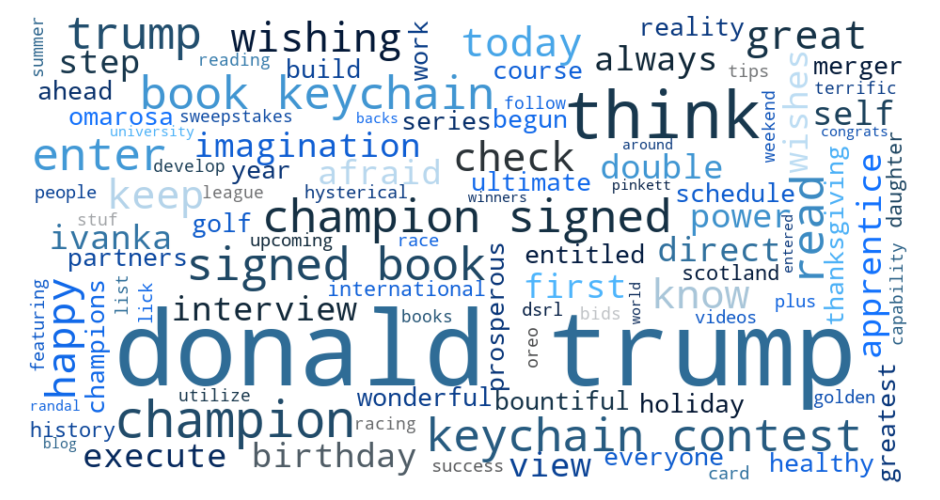 summer
trump
wishing
work
today
reality
great
step
reading
build
course
always
tips
merger
ahead
book keychain
follow
think
weekend
wishes
terrific
omarosa
sweepstakes
backs
series
begun
self
university
imagination
around
congrats
enter
develop
year
afraid
check
double
read
thanksgiving
apprentice
daughter
people
keep
league
hysterical
ultimate
winners
pinkett
schedule
stuf
golf
champion signed
power
entered
ivanka
upcoming
race
entitled
direct
partners
signed book
prosperous
scotland
capability
featuring
happy
champions
list
lick
international
first
know
plus
interview
books
dsrl
bids
world
videos
donald trump
oreo
randal
utilize
wonderful
bountiful
holiday
golden
greatest
history
blog
champion
racing
keychain contest
execute
birthday
success
view
everyone
card
healthy